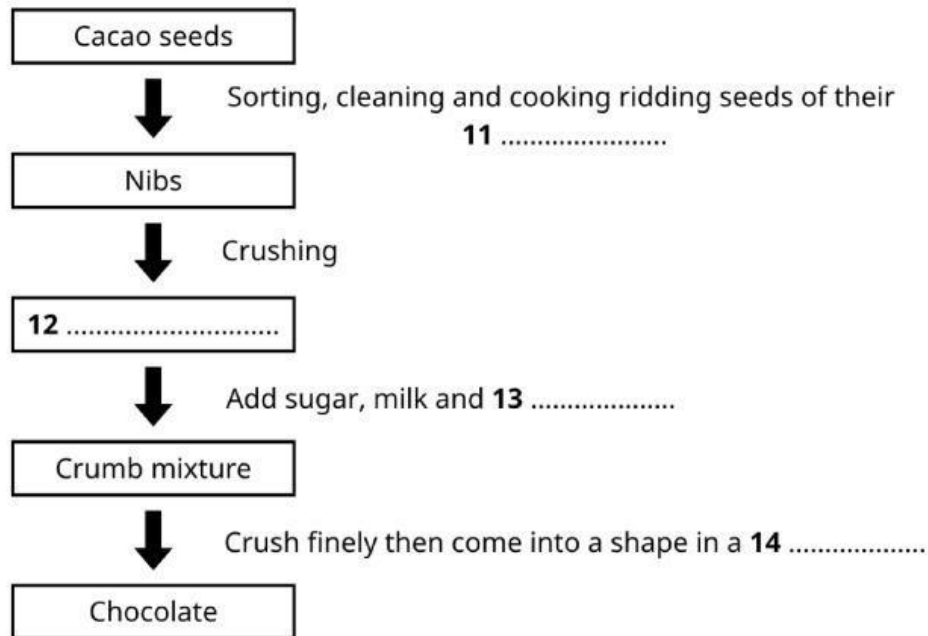 Cacao seeds
Sorting, cleaning and cooking ridding seeds of their
11 .......................
Nibs
Crushing
12 .............................
Add sugar, milk and 13 ....................
Crumb mixture
Crush finely then come into a shape in a 14 ...................
Chocolate